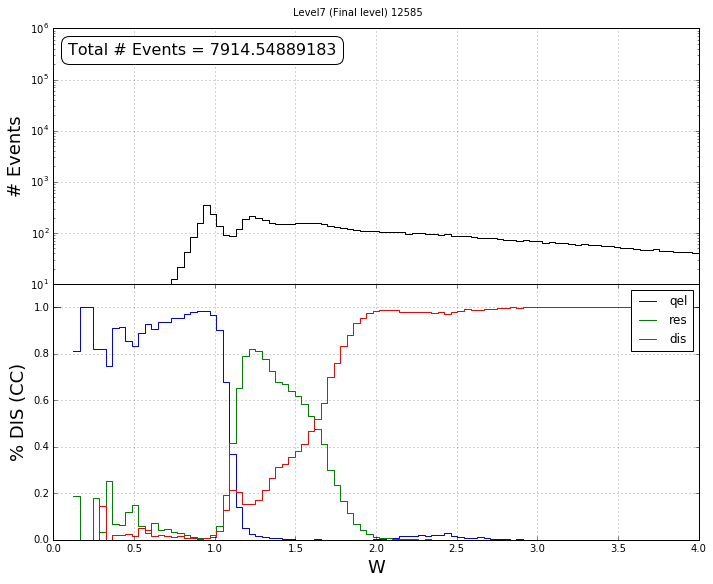 Level7 (Final level) 12585
Total # Events = 7914.54889183
# Events
10^6
10^5
10^4
10^3
10^2
10^1
% DIS (CC)
1.0
0.8
0.6
0.4
0.2
0.0
qel
res
dis
0.0 0.5 1.0 1.5 2.0 2.5 3.0 3.5 4.0
W